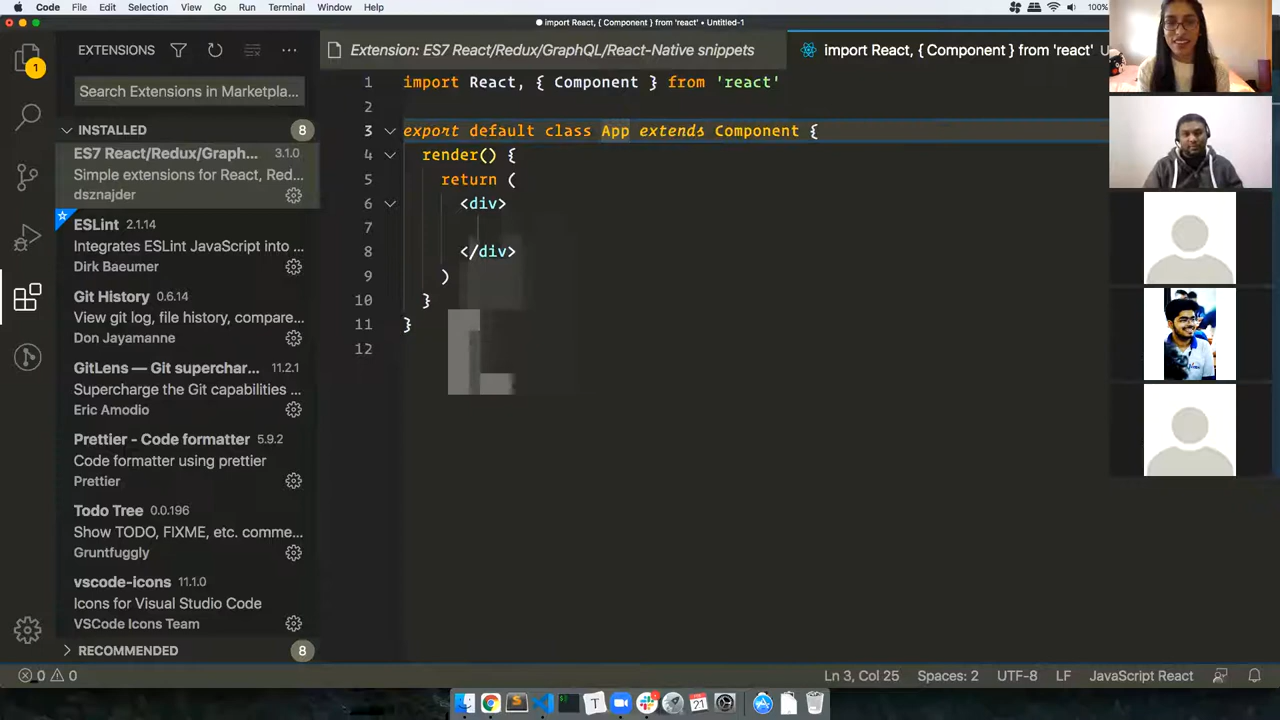 Code File Edit Selection View Go Run Terminal Window Help 100%
● import React, { Component } from 'react' • Untitled-1
EXTENSIONS
Extension: ES7 React/Redux/GraphQL/React-Native snippets
import React, { Component } from 'react' U
1
Search Extensions in Marketpla...
INSTALLED 8
ES7 React/Redux/Graph... 3.1.0
Simple extensions for React, Red...
dsznajder
ESLint 2.1.14
Integrates ESLint JavaScript into ...
Dirk Baeumer
Git History 0.6.14
View git log, file history, compare...
Don Jayamanne
GitLens — Git superchar... 11.2.1
Supercharge the Git capabilities ...
Eric Amodio
Prettier - Code formatter 5.9.2
Code formatter using prettier
Prettier
Todo Tree 0.0.196
Show TODO, FIXME, etc. comme...
Gruntfuggly
vscode-icons 11.1.0
Icons for Visual Studio Code
VSCode Icons Team
RECOMMENDED 8
1 import React, { Component } from 'react'
2
3 export default class App extends Component {
4 render() {
5 return (
6 <div>
7
8 </div>
9 )
10 }
11 }
12
0 0 Ln 3, Col 25 Spaces: 2 UTF-8 LF JavaScript React
21